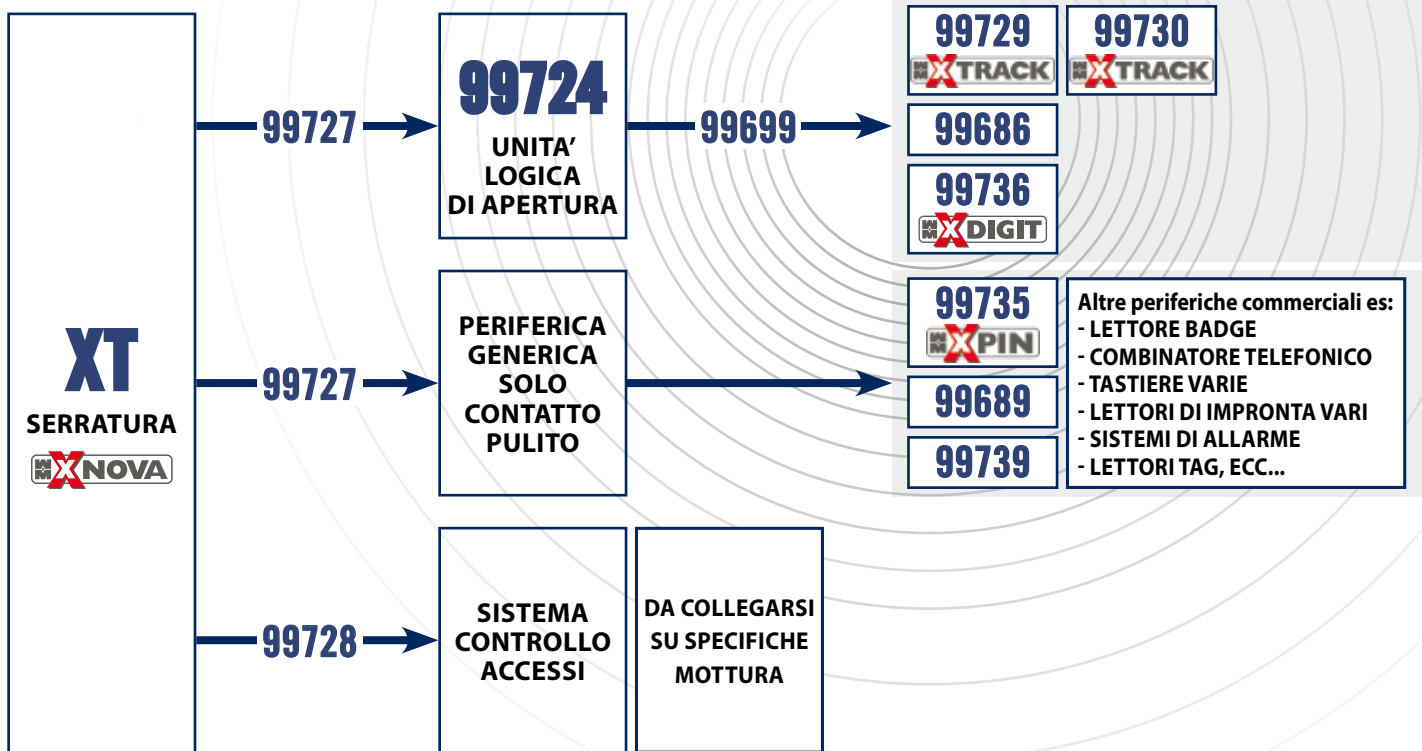 XT
SERRATURA
XNOVA
99727
99724
UNITA’
LOGICA
DI APERTURA
99699
99729
XTRACK
99730
XTRACK
99686
99736
XDIGIT
99727
PERIFERICA
GENERICA
SOLO
CONTATTO
PULITO
99735
XPIN
99689
99739
Altre periferiche commerciali es:
- LETTORE BADGE
- COMBINATORE TELEFONICO
- TASTIERE VARIE
- LETTORI DI IMPRONTA VARI
- SISTEMI DI ALLARME
- LETTORI TAG, ECC...
99728
SISTEMA
CONTROLLO
ACCESSI
DA COLLEGARSI
SU SPECIFICHE
MOTTURA